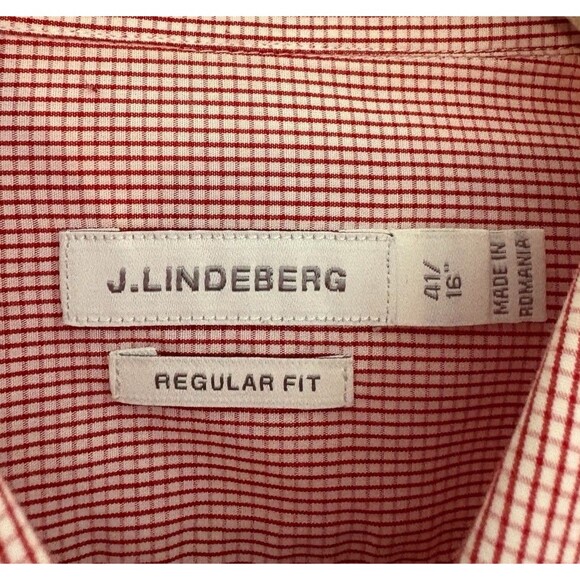 J.LINDEBERG
41/
16"
MADE IN
ROMANIA
REGULAR FIT